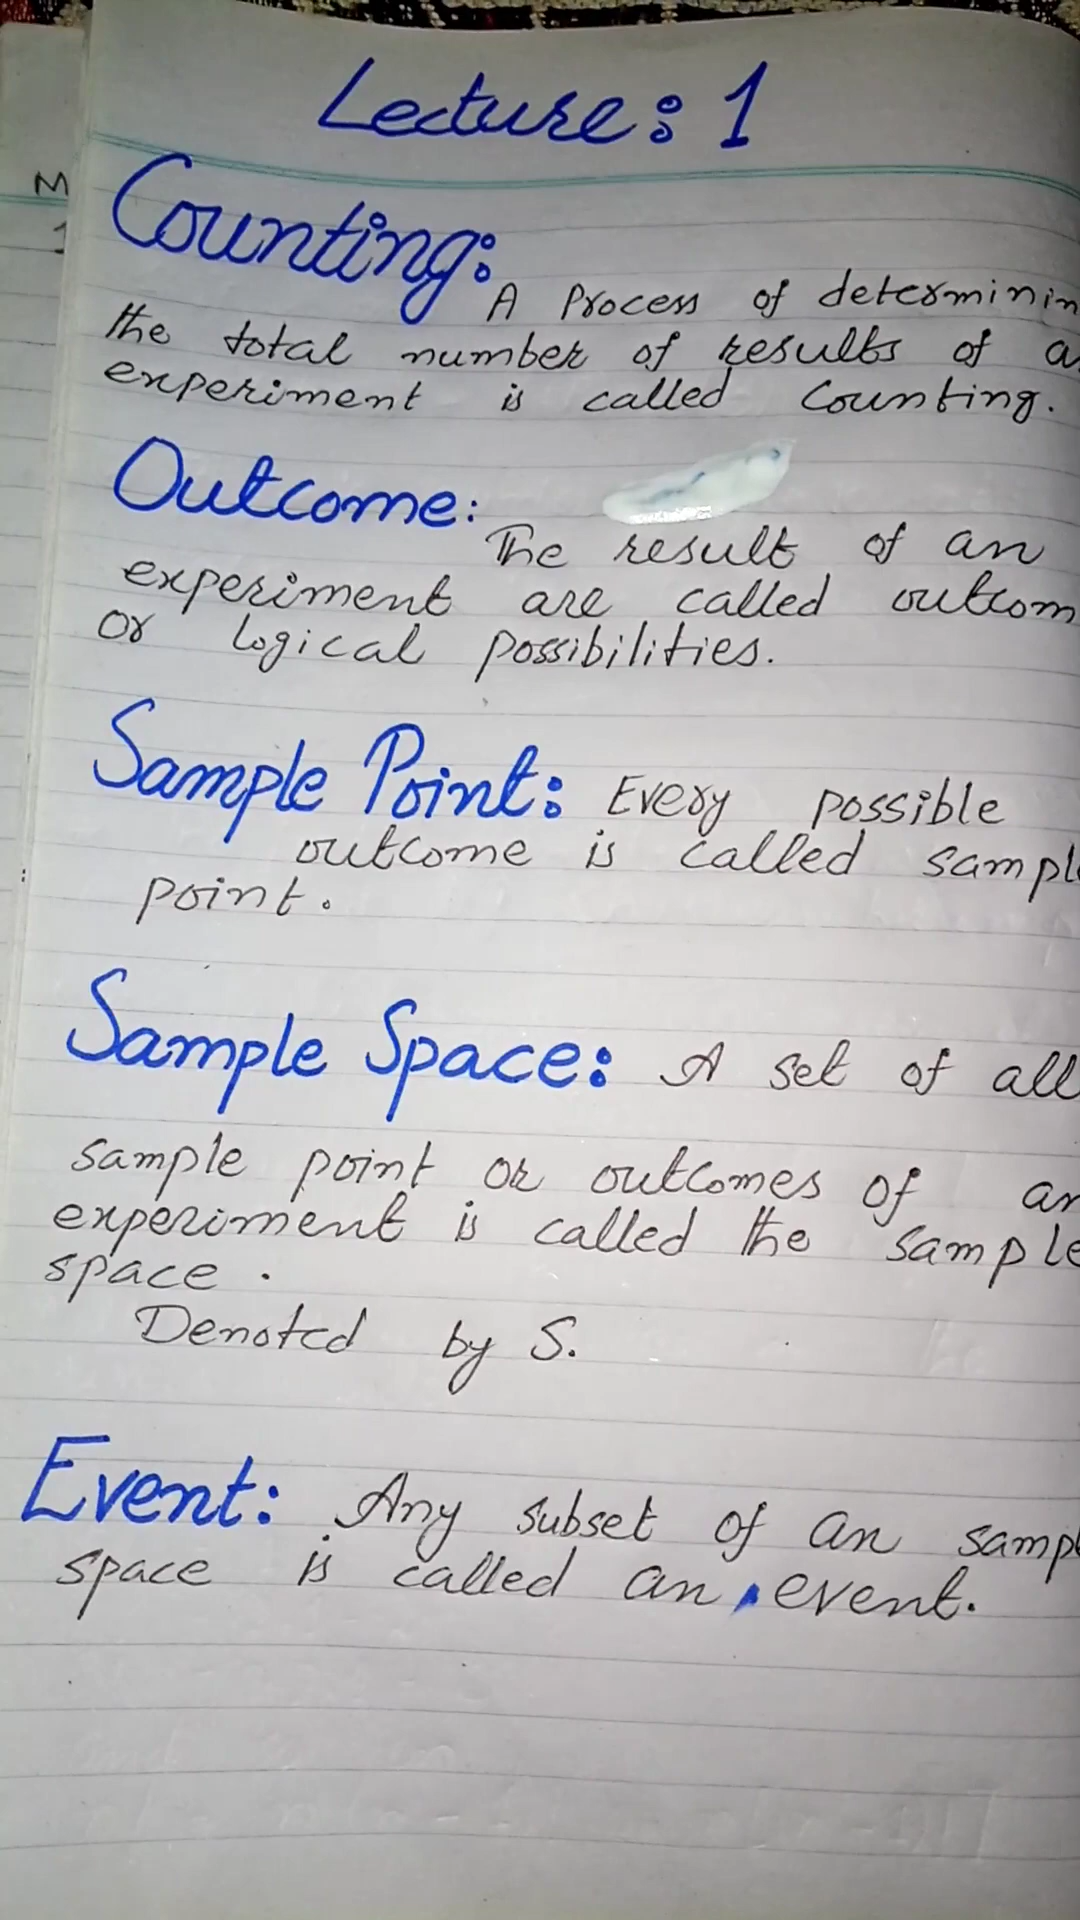 Lecture: 1
Counting:
A Process of determinin
the total number of results of a
experiment is called Counting.
Outcome:
The result of an
experiment are called outcom
or logical possibilities.
Sample Point: Every possible
outcome is called sampl
point.
Sample Space: A set of all
sample point or outcomes of an
experiment is called the sample
space.
Denoted by S.
Event: Any subset of an samp
space is called an event.
M
1
: